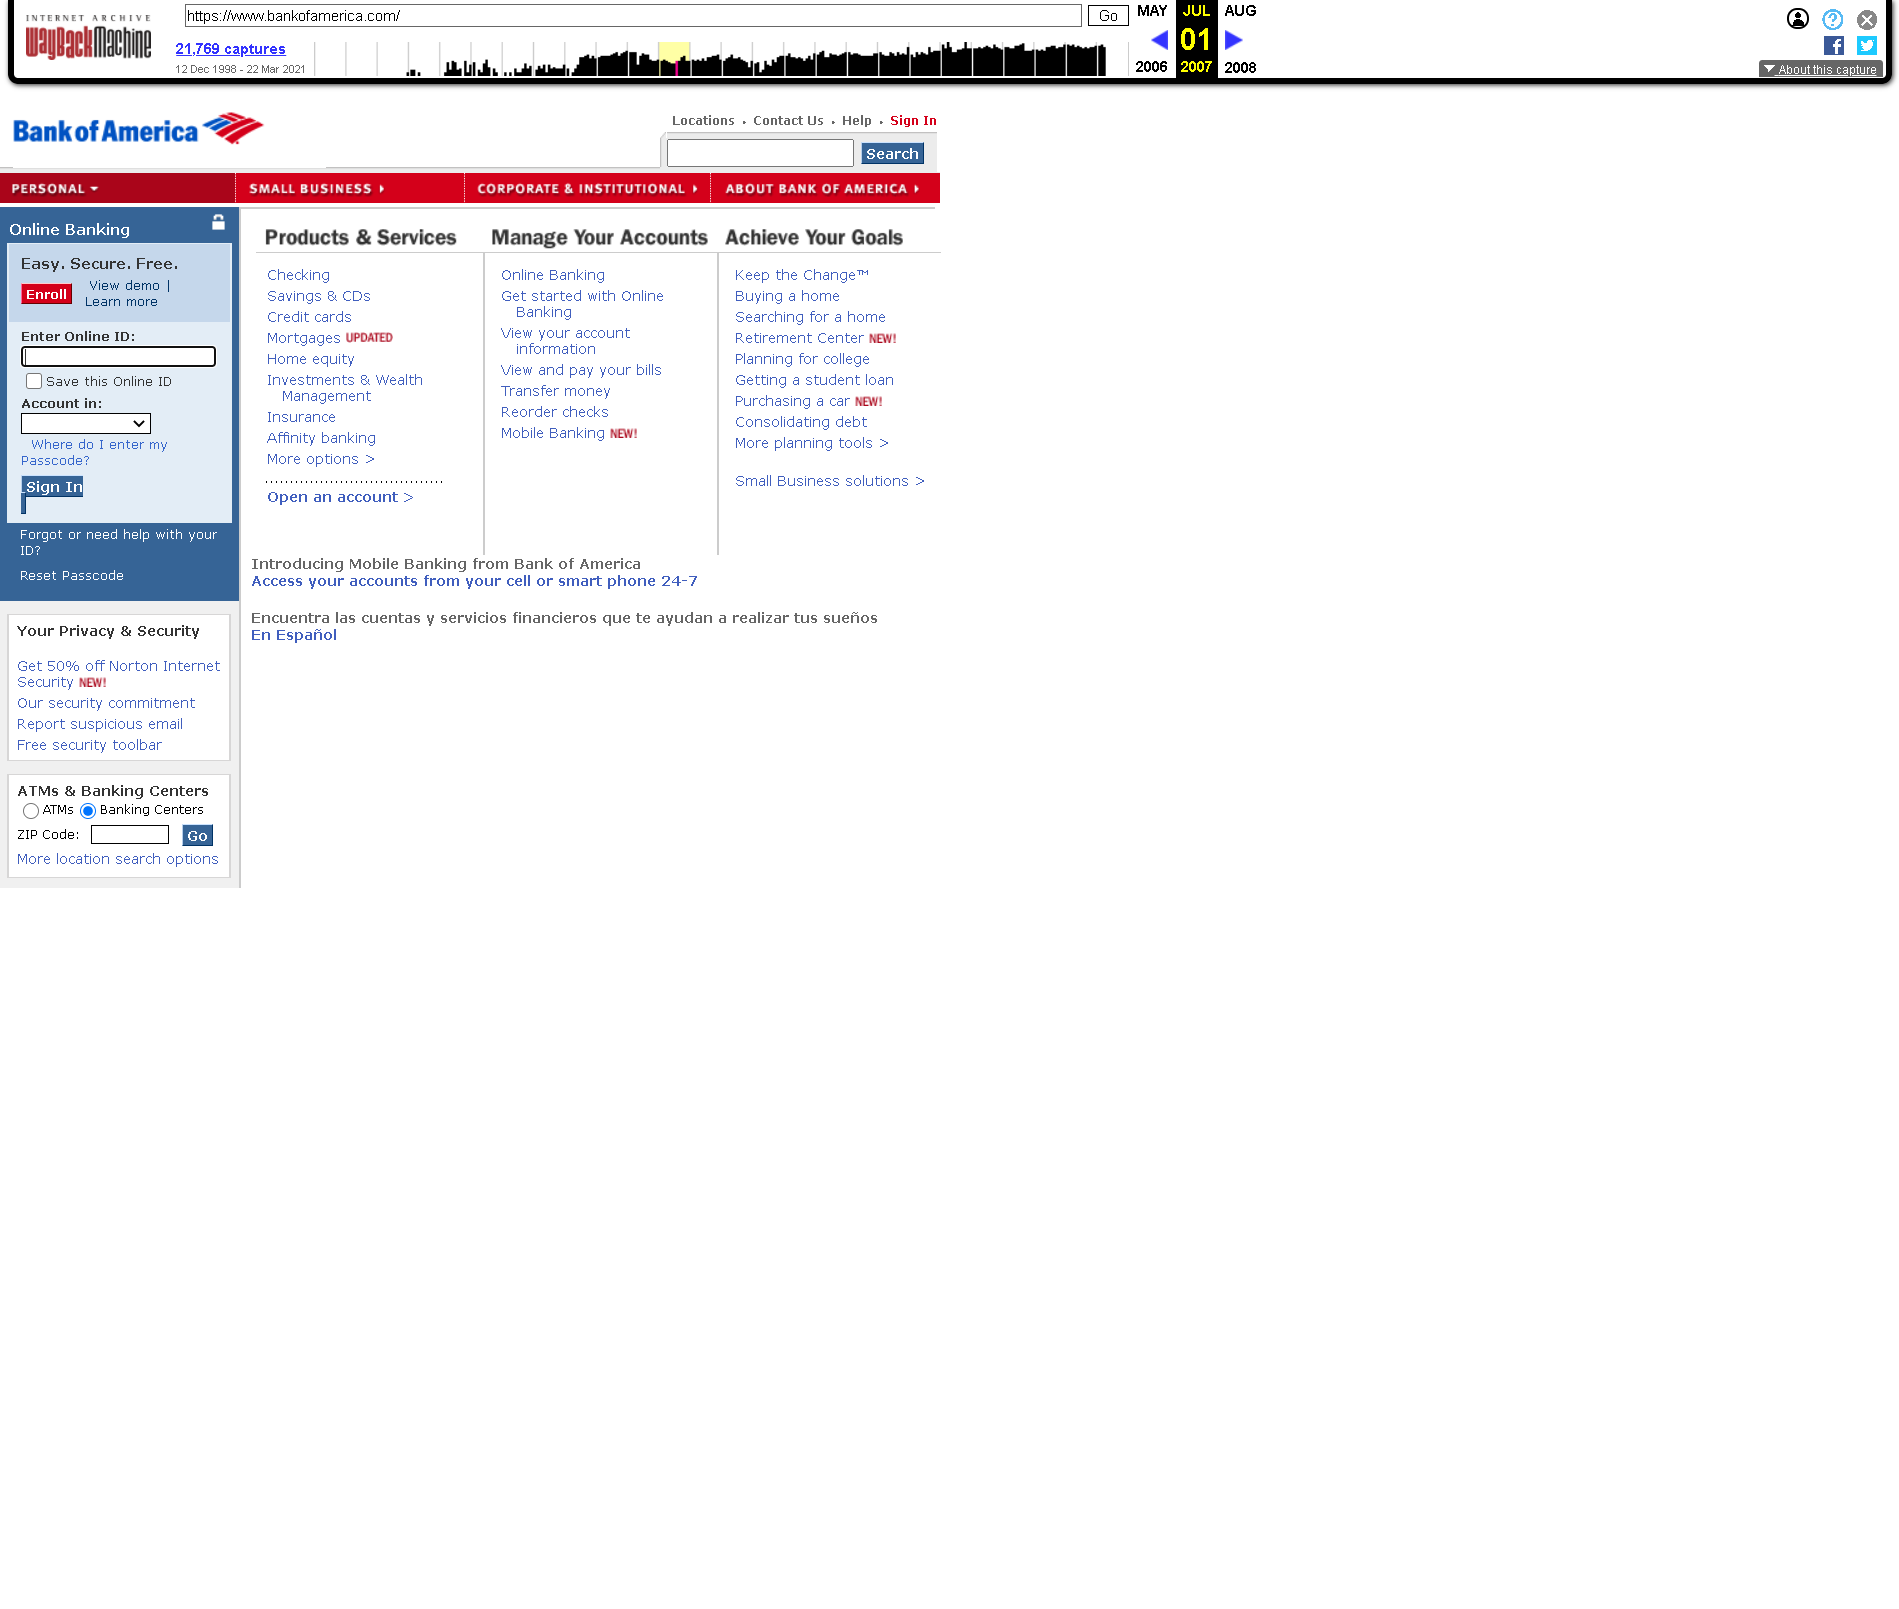 INTERNET ARCHIVE
WayBackMachine
https://www.bankofamerica.com/
Go
21,769 captures
12 Dec 1998 - 22 Mar 2021
MAY JUL AUG
01
2006 2007 2008
About this capture
Bank of America
Locations • Contact Us • Help • Sign In
Search
PERSONAL
SMALL BUSINESS
CORPORATE & INSTITUTIONAL
ABOUT BANK OF AMERICA
Online Banking
Easy. Secure. Free.
Enroll
View demo |
Learn more
Enter Online ID:
Save this Online ID
Account in:
Where do I enter my
Passcode?
Sign In
Forgot or need help with your
ID?
Reset Passcode
Your Privacy & Security
Get 50% off Norton Internet
Security NEW!
Our security commitment
Report suspicious email
Free security toolbar
ATMs & Banking Centers
ATMs Banking Centers
ZIP Code: Go
More location search options
Products & Services
Checking
Savings & CDs
Credit cards
Mortgages UPDATED
Home equity
Investments & Wealth
Management
Insurance
Affinity banking
More options >
Open an account >
Manage Your Accounts
Online Banking
Get started with Online
Banking
View your account
information
View and pay your bills
Transfer money
Reorder checks
Mobile Banking NEW!
Achieve Your Goals
Keep the Change™
Buying a home
Searching for a home
Retirement Center NEW!
Planning for college
Getting a student loan
Purchasing a car NEW!
Consolidating debt
More planning tools >
Small Business solutions >
Introducing Mobile Banking from Bank of America
Access your accounts from your cell or smart phone 24-7
Encuentra las cuentas y servicios financieros que te ayudan a realizar tus sueños
En Español